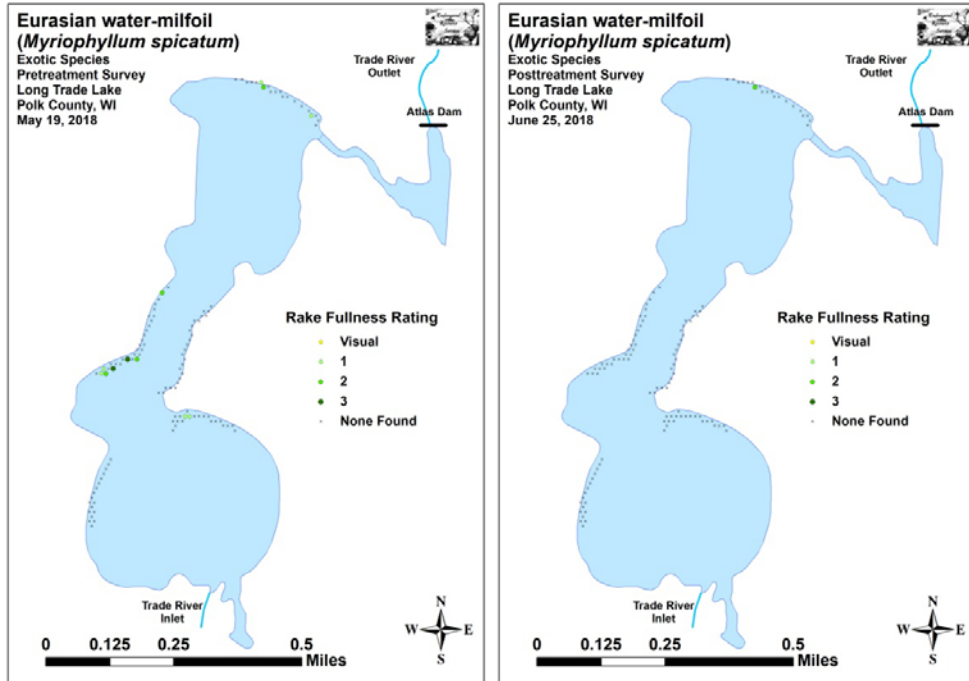 Eurasian water-milfoil
(Myriophyllum spicatum)
Exotic Species
Pretreatment Survey
Long Trade Lake
Polk County, WI
May 19, 2018
Trade River
Outlet
Atlas Dam
Rake Fullness Rating
Visual
1
2
3
None Found
Trade River
Inlet
N
W E
S
0 0.125 0.25 0.5
Miles
Eurasian water-milfoil
(Myriophyllum spicatum)
Exotic Species
Posttreatment Survey
Long Trade Lake
Polk County, WI
June 25, 2018
Trade River
Outlet
Atlas Dam
Rake Fullness Rating
Visual
1
2
3
None Found
Trade River
Inlet
N
W E
S
0 0.125 0.25 0.5
Miles